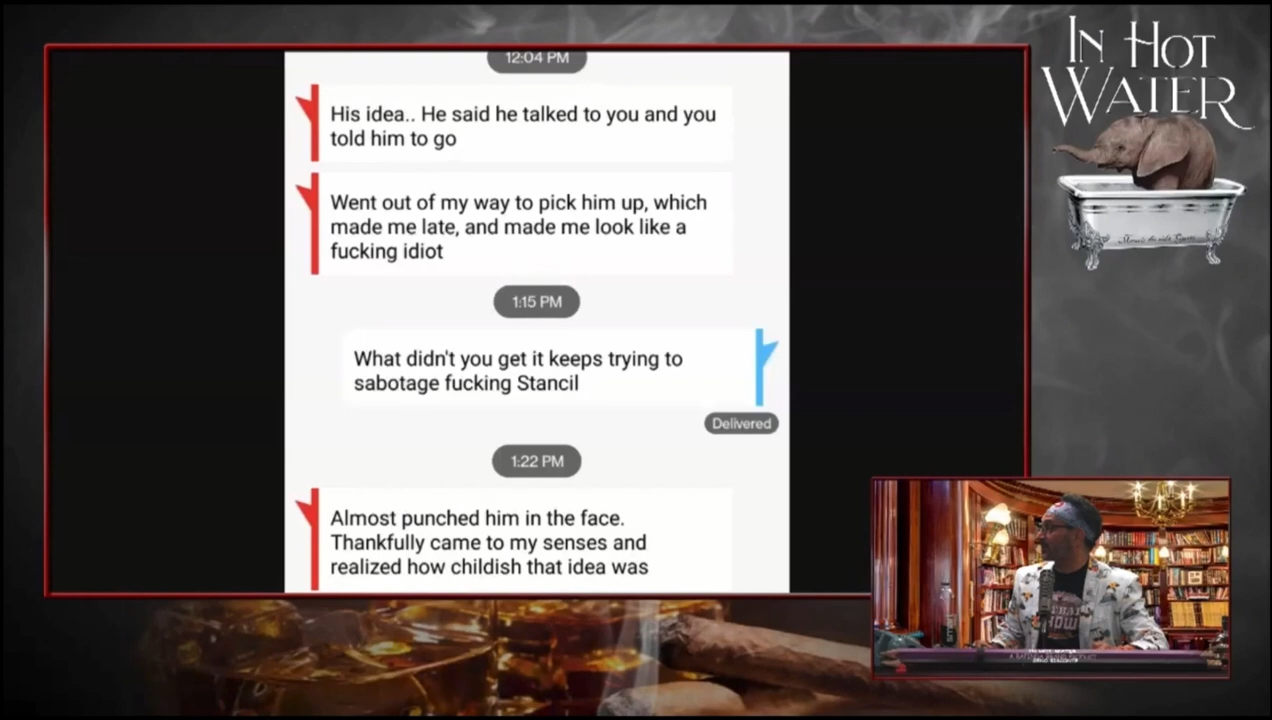 IN HOT
WATER
12:04 PM
His idea.. He said he talked to you and you
told him to go
Went out of my way to pick him up, which
made me late, and made me look like a
fucking idiot
1:15 PM
What didn't you get it keeps trying to
sabotage fucking Stancil
Delivered
1:22 PM
Almost punched him in the face.
Thankfully came to my senses and
realized how childish that idea was